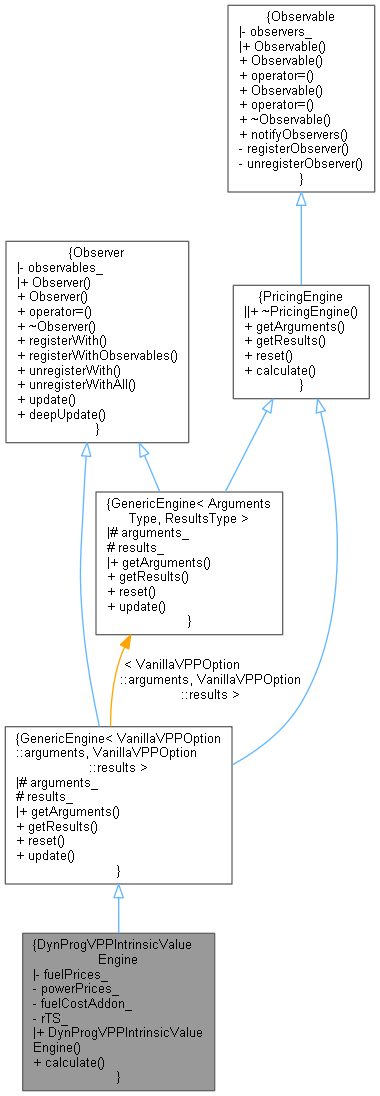 {Observable
|- observers_
|+ Observable()
+ Observable()
+ operator=()
+ Observable()
+ operator=()
+ ~Observable()
+ notifyObservers()
- registerObserver()
- unregisterObserver()
}
{Observer
|- observables_
|+ Observer()
+ Observer()
+ operator=()
+ ~Observer()
+ registerWith()
+ registerWithObservables()
+ unregisterWith()
+ unregisterWithAll()
+ update()
+ deepUpdate()
}
{PricingEngine
||+ ~PricingEngine()
+ getArguments()
+ getResults()
+ reset()
+ calculate()
}
{GenericEngine< Arguments
Type, ResultsType >
|# arguments_
# results_
|+ getArguments()
+ getResults()
+ reset()
+ update()
}
< VanillaVPPOption
::arguments, VanillaVPPOption
::results >
{GenericEngine< VanillaVPPOption
::arguments, VanillaVPPOption
::results >
|# arguments_
# results_
|+ getArguments()
+ getResults()
+ reset()
+ update()
}
{DynProgVPPIntrinsicValue
Engine
|- fuelPrices_
- powerPrices_
- fuelCostAddon_
- rTS_
|+ DynProgVPPIntrinsicValue
Engine()
+ calculate()
}